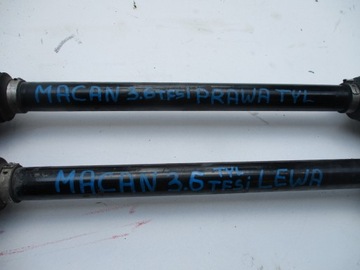 MACAN 3.6 TFSI PRAWA TYŁ
MACAN 3.6 TFSI LEWA